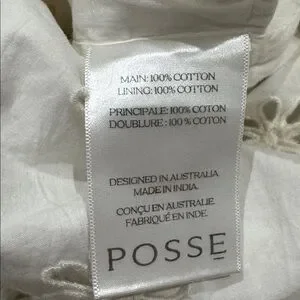 MAIN: 100% COTTON
LINING: 100% COTTON
PRINCIPALE: 100% COTON
DOUBLURE : 100% COTON
DESIGNED IN AUSTRALIA
MADE IN INDIA.
CONÇU EN AUSTRALIE
FABRIQUÉ EN INDE.
POSSE